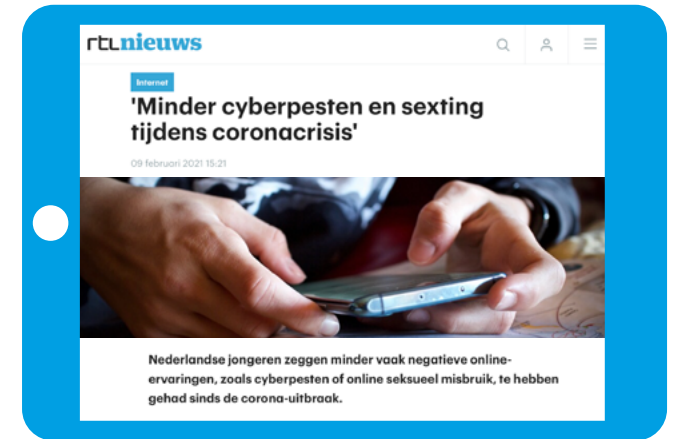 rtlnieuws
Internet
'Minder cyberpesten en sexting
tijdens coronacrisis'
09 februari 2021 15:21
Nederlandse jongeren zeggen minder vaak negatieve online-
ervaringen, zoals cyberpesten of online seksueel misbruik, te hebben
gehad sinds de corona-uitbraak.